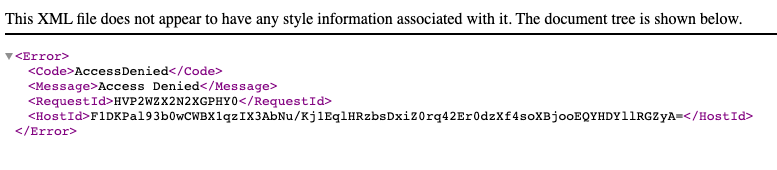 This XML file does not appear to have any style information associated with it. The document tree is shown below.
▼<Error>
<Code>AccessDenied</Code>
<Message>Access Denied</Message>
<RequestId>HVP2WZX2N2XGPHY0</RequestId>
<HostId>F1DKPal93b0wCWBX1qzIX3AbNu/Kj1EqlHRzbsDxiZ0rq42Er0dzXf4soXBjooEQYHDYllRGZyA=</HostId>
</Error>